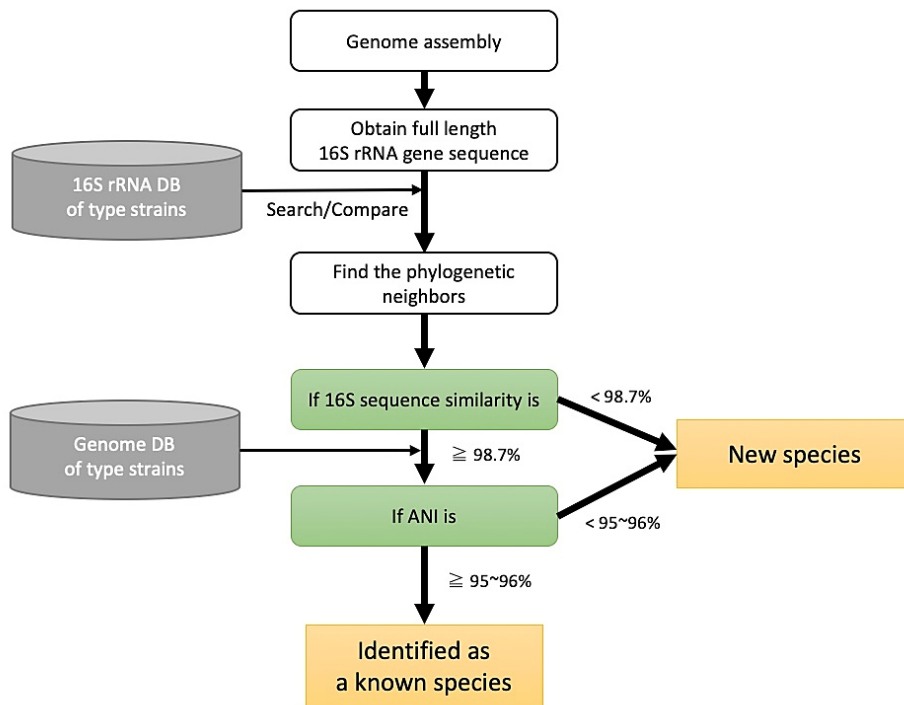 Genome assembly
Obtain full length
16S rRNA gene sequence
16S rRNA DB
of type strains
Search/Compare
Find the phylogenetic
neighbors
If 16S sequence similarity is
< 98.7%
Genome DB
of type strains
≧ 98.7%
New species
If ANI is
< 95~96%
≧ 95~96%
Identified as
a known species